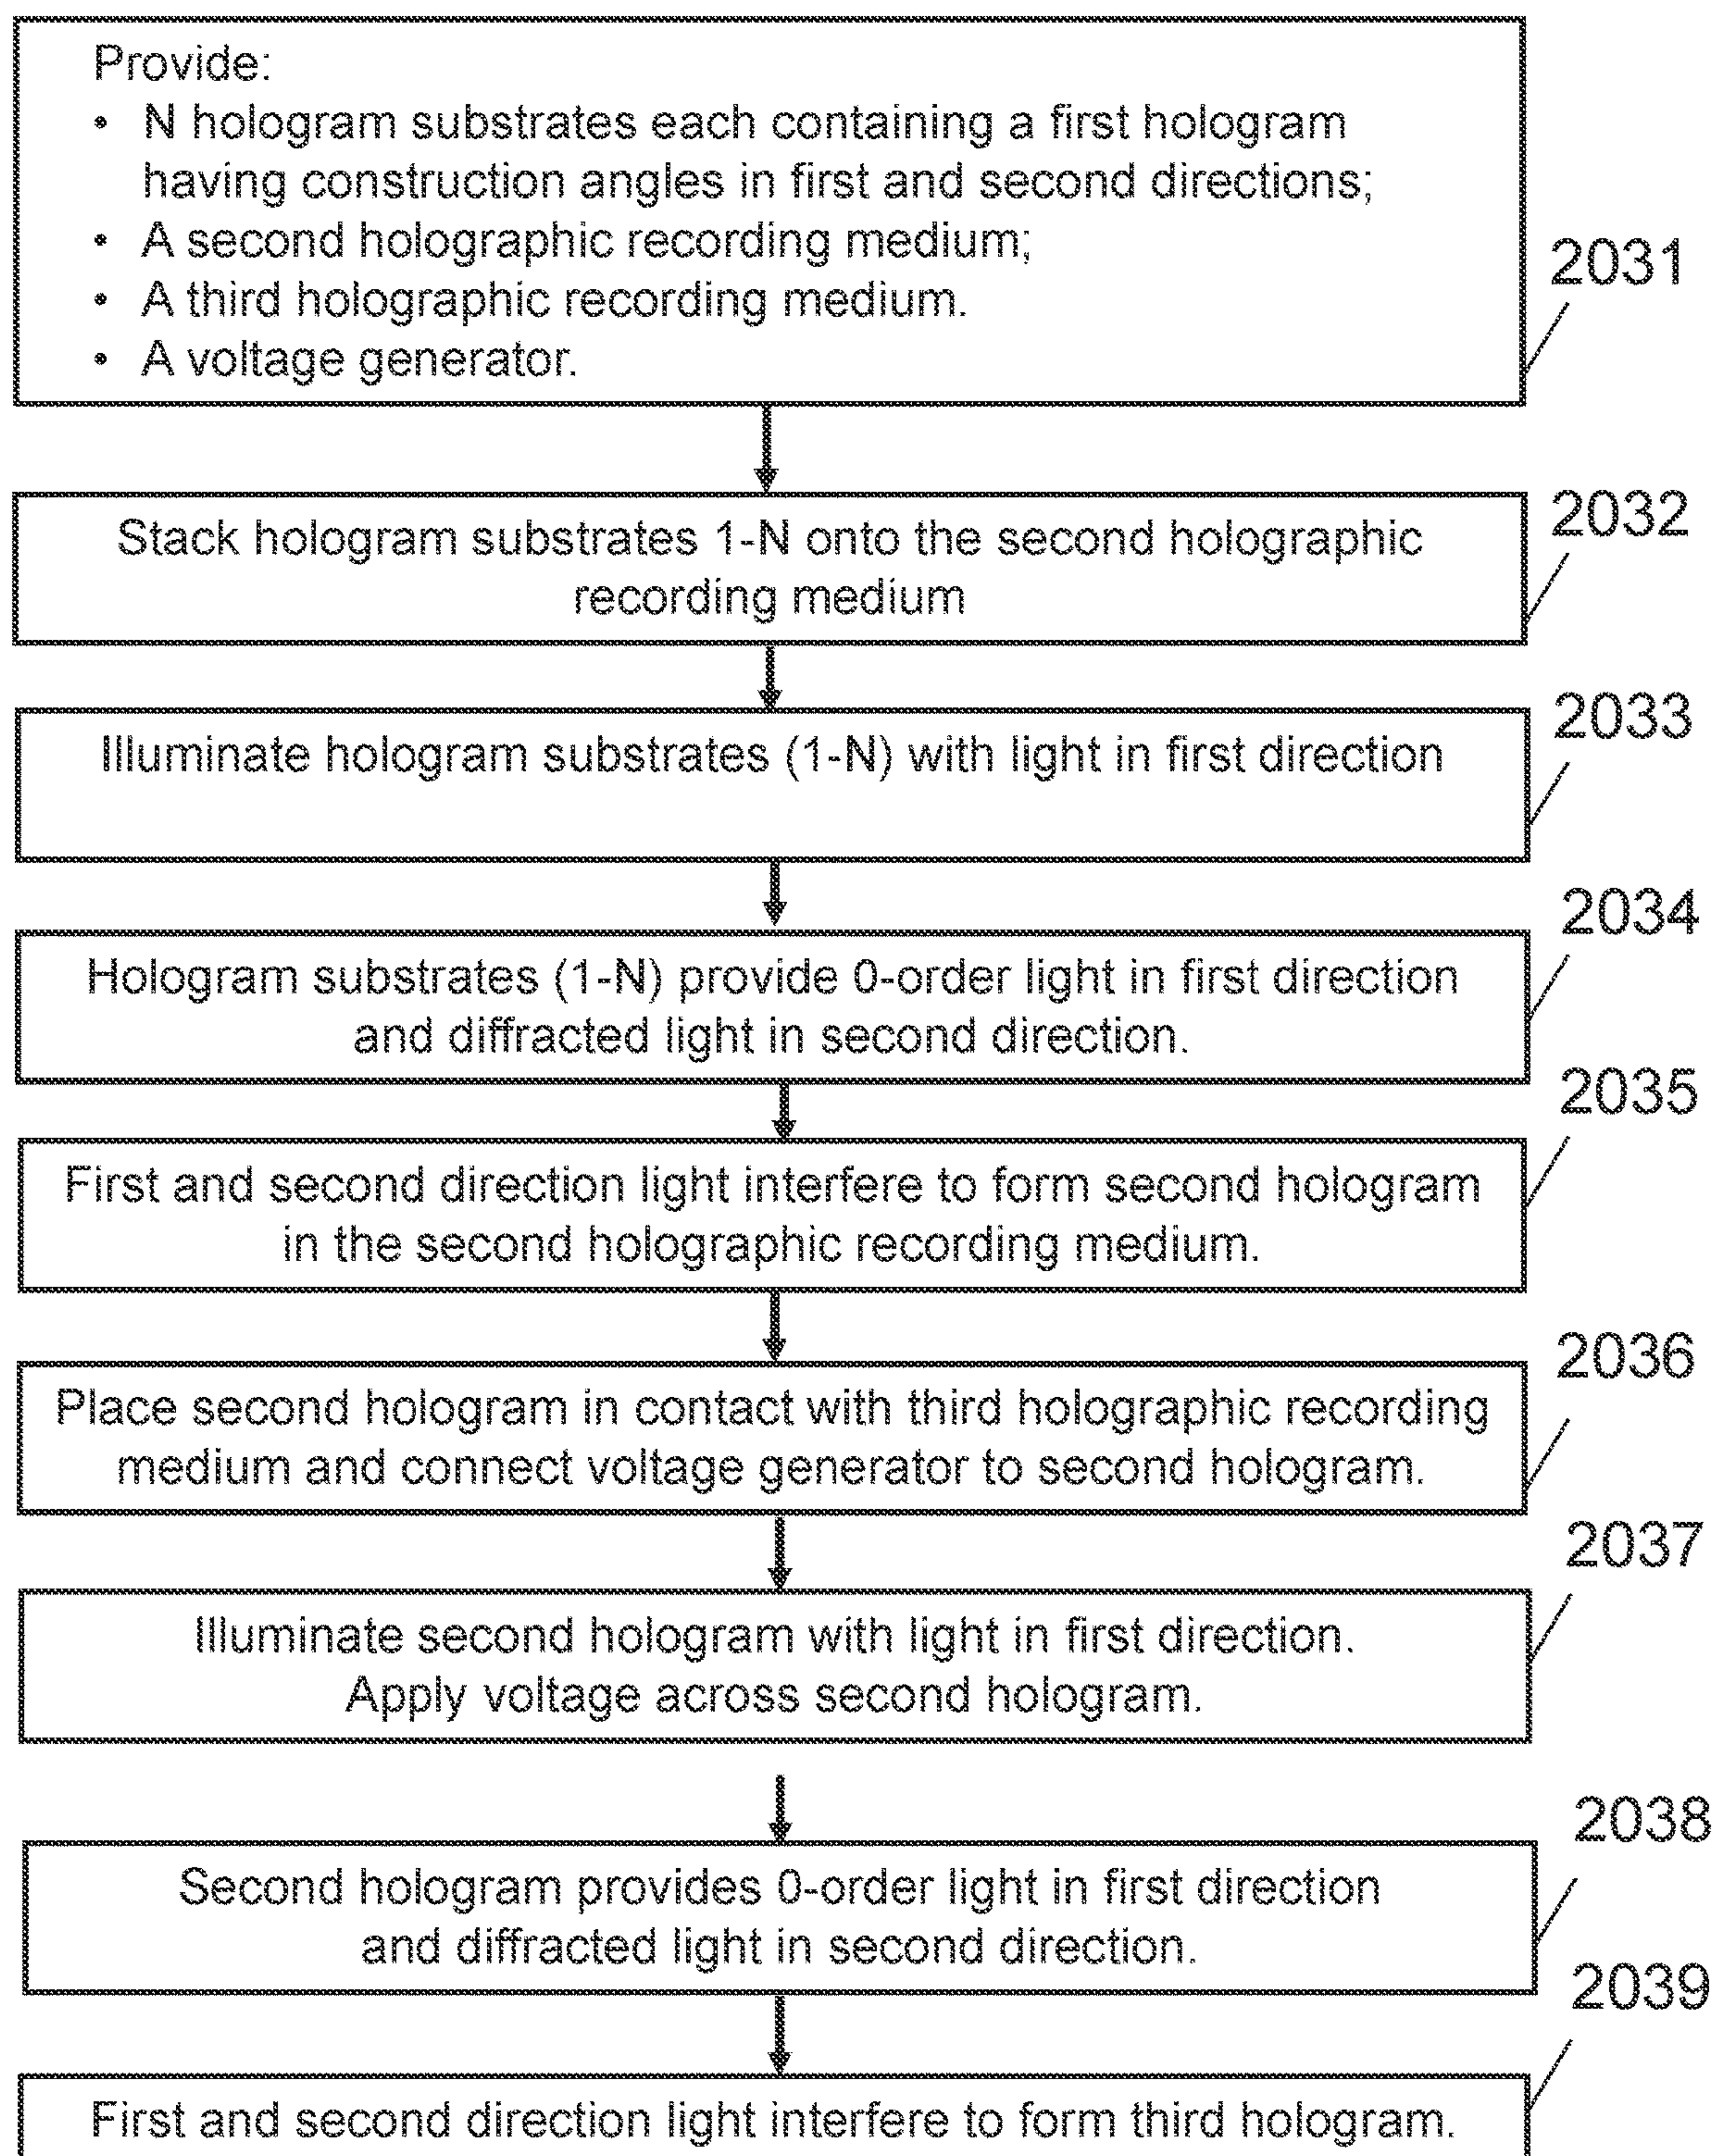 Provide:
• N hologram substrates each containing a first hologram
having construction angles in first and second directions;
• A second holographic recording medium;
• A third holographic recording medium.
• A voltage generator.
2031
Stack hologram substrates 1-N onto the second holographic
recording medium
2032
Illuminate hologram substrates (1-N) with light in first direction
2033
Hologram substrates (1-N) provide 0-order light in first direction
and diffracted light in second direction.
2034
First and second direction light interfere to form second hologram
in the second holographic recording medium.
2035
Place second hologram in contact with third holographic recording
medium and connect voltage generator to second hologram.
2036
Illuminate second hologram with light in first direction.
Apply voltage across second hologram.
2037
Second hologram provides 0-order light in first direction
and diffracted light in second direction.
2038
First and second direction light interfere to form third hologram.
2039